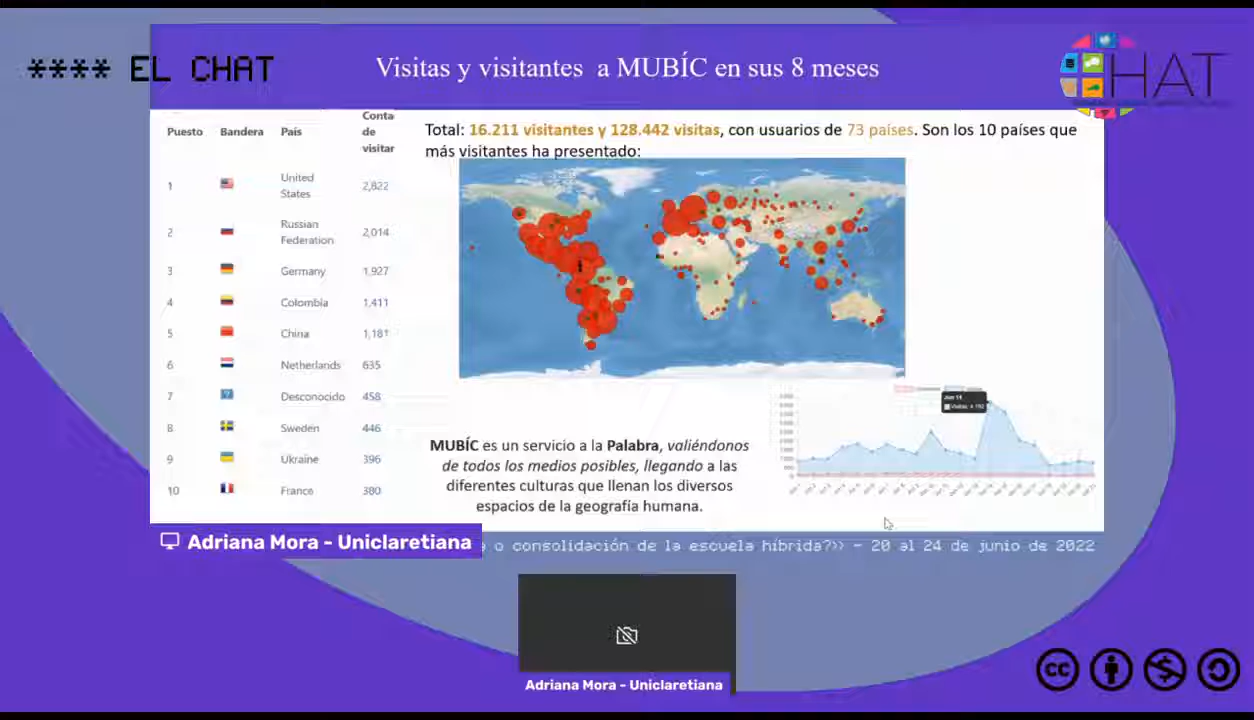 **** EL CHAT
Visitas y visitantes a MUBÍC en sus 8 meses
HAT
Puesto Bandera País Conta de visitar
1 United States 2,822
2 Russian Federation 2,014
3 Germany 1,927
4 Colombia 1,411
5 China 1,181
6 Netherlands 635
7 Desconocido 458
8 Sweden 446
9 Ukraine 396
10 France 380
Total: 16.211 visitantes y 128.442 visitas, con usuarios de 73 países. Son los 10 países que
más visitantes ha presentado:
MUBÍC es un servicio a la Palabra, valiéndonos
de todos los medios posibles, llegando a las
diferentes culturas que llenan los diversos
espacios de la geografía humana.
Adriana Mora - Uniclaretiana
o consolidación de la escuela híbrida?>> - 20 al 24 de junio de 2022
Adriana Mora - Uniclaretiana
cc